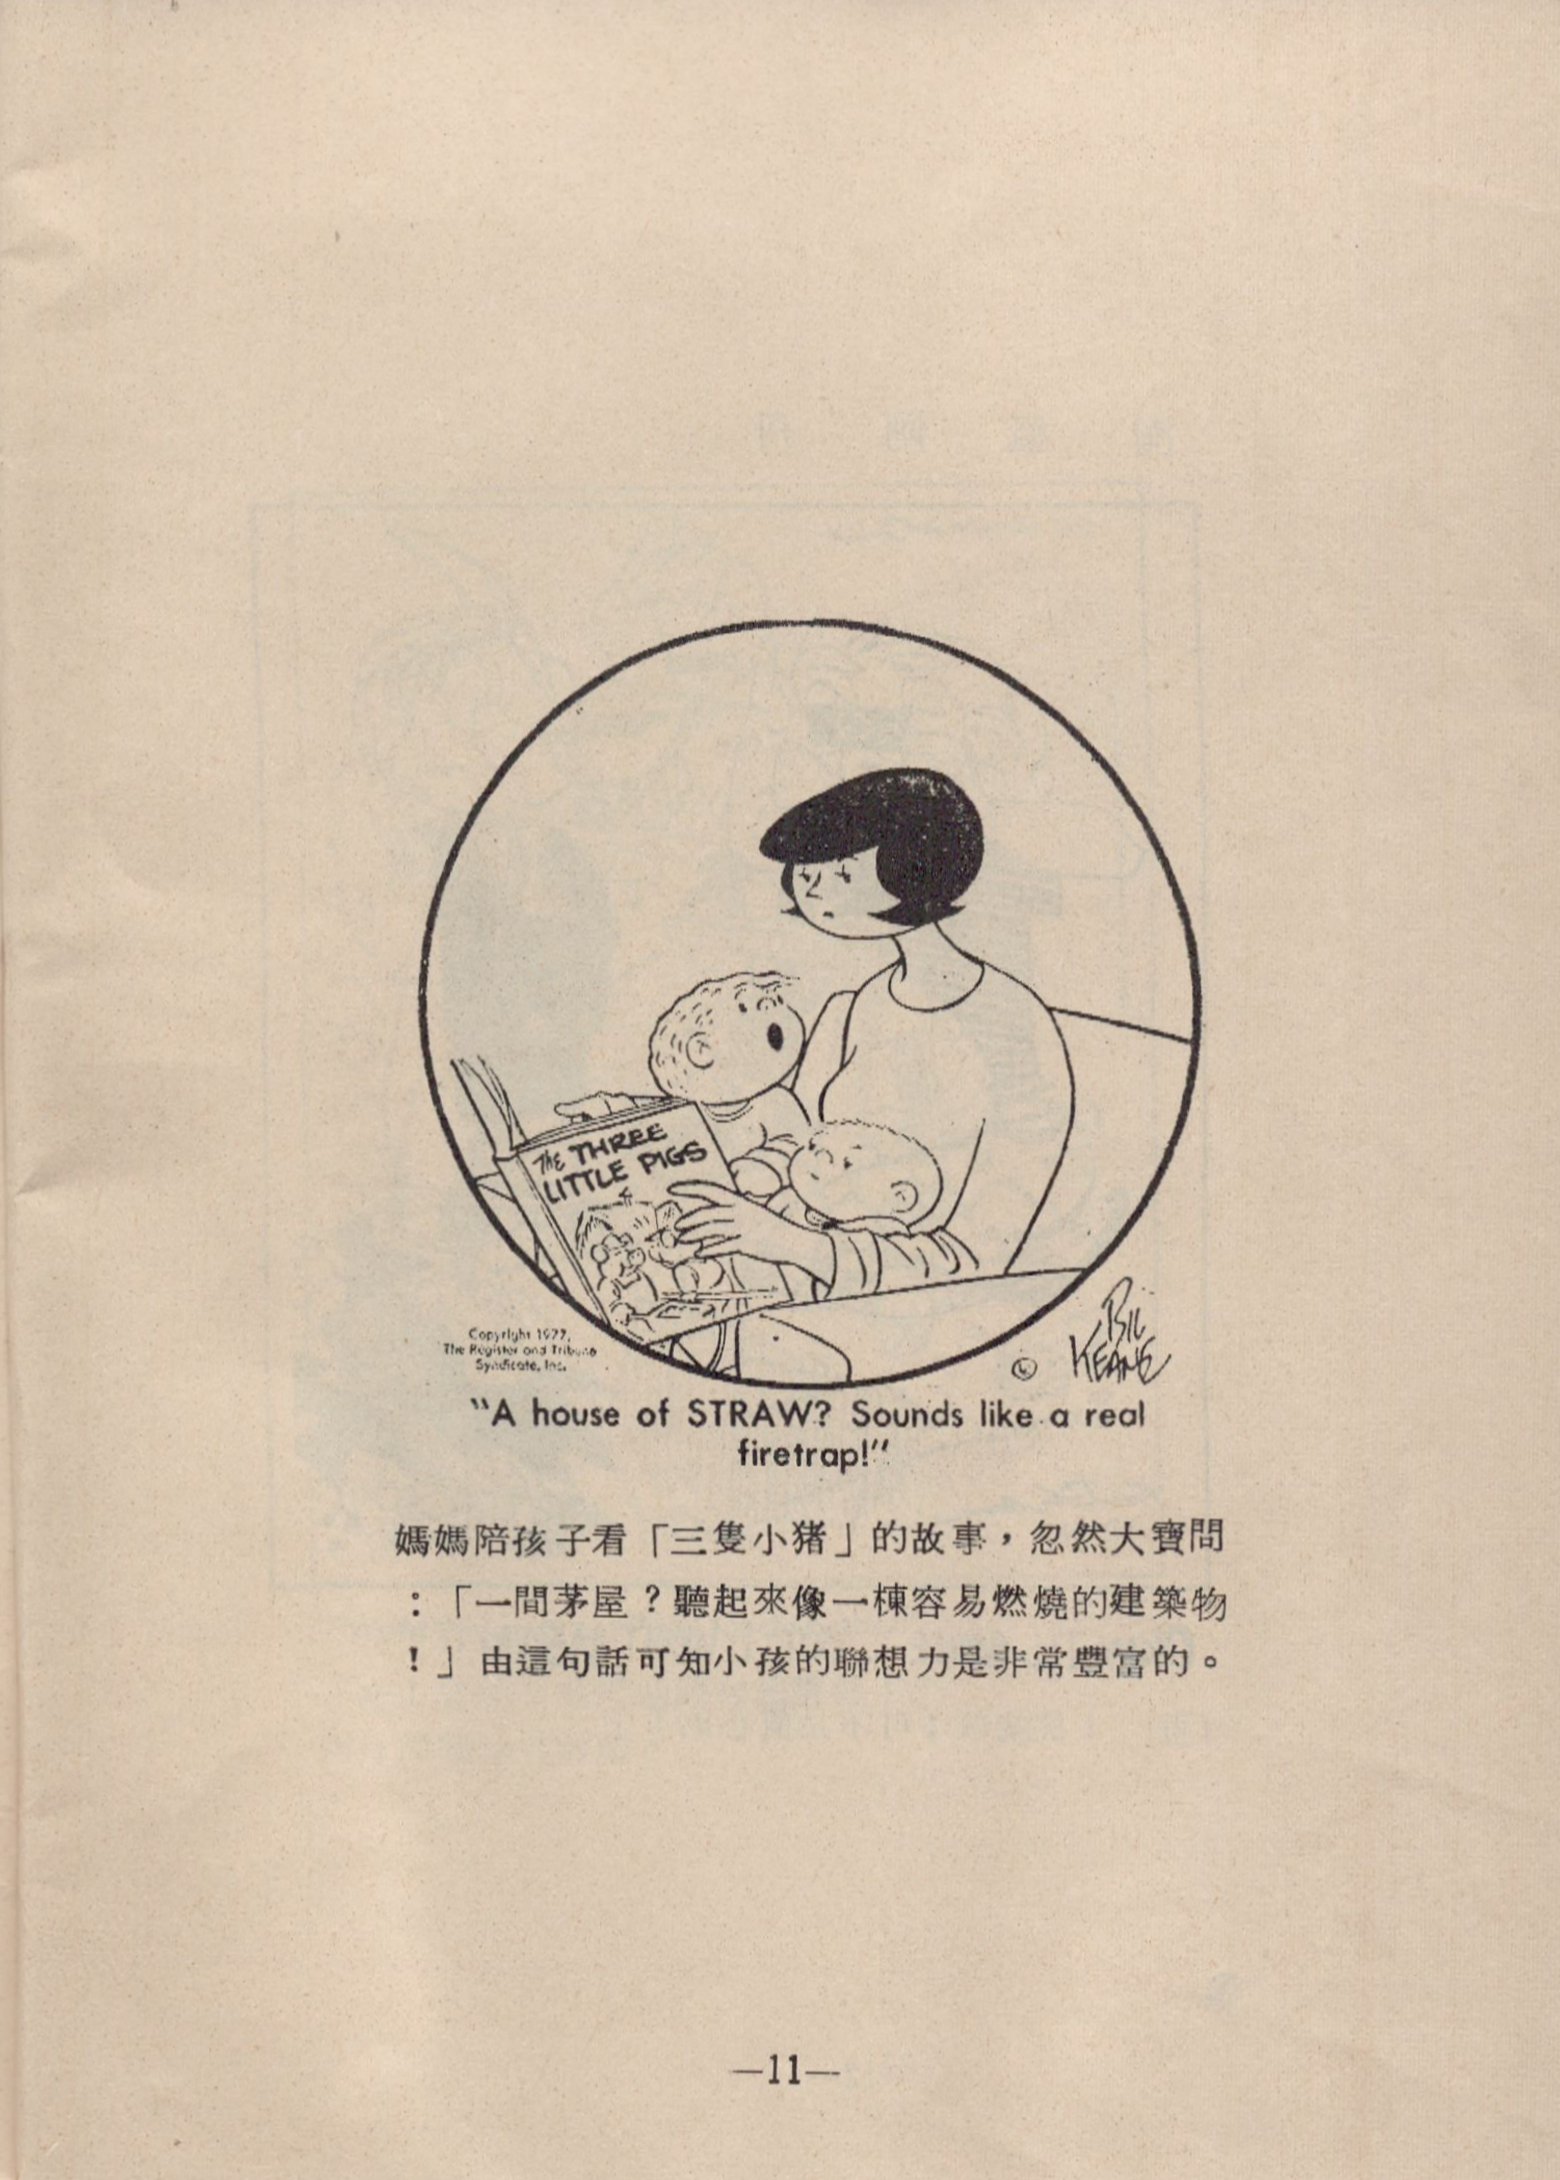 The THREE
LITTLE PIGS
Copyright 1977,
The Register and Tribune
Syndicate, Inc.
©
BIL
KEANE
"A house of STRAW? Sounds like a real
firetrap!"
媽媽陪孩子看「三隻小猪」的故事，忽然大寶問
：「一間茅屋？聽起來像一棟容易燃燒的建築物
！」由這句話可知小孩的聯想力是非常豐富的。
—11—